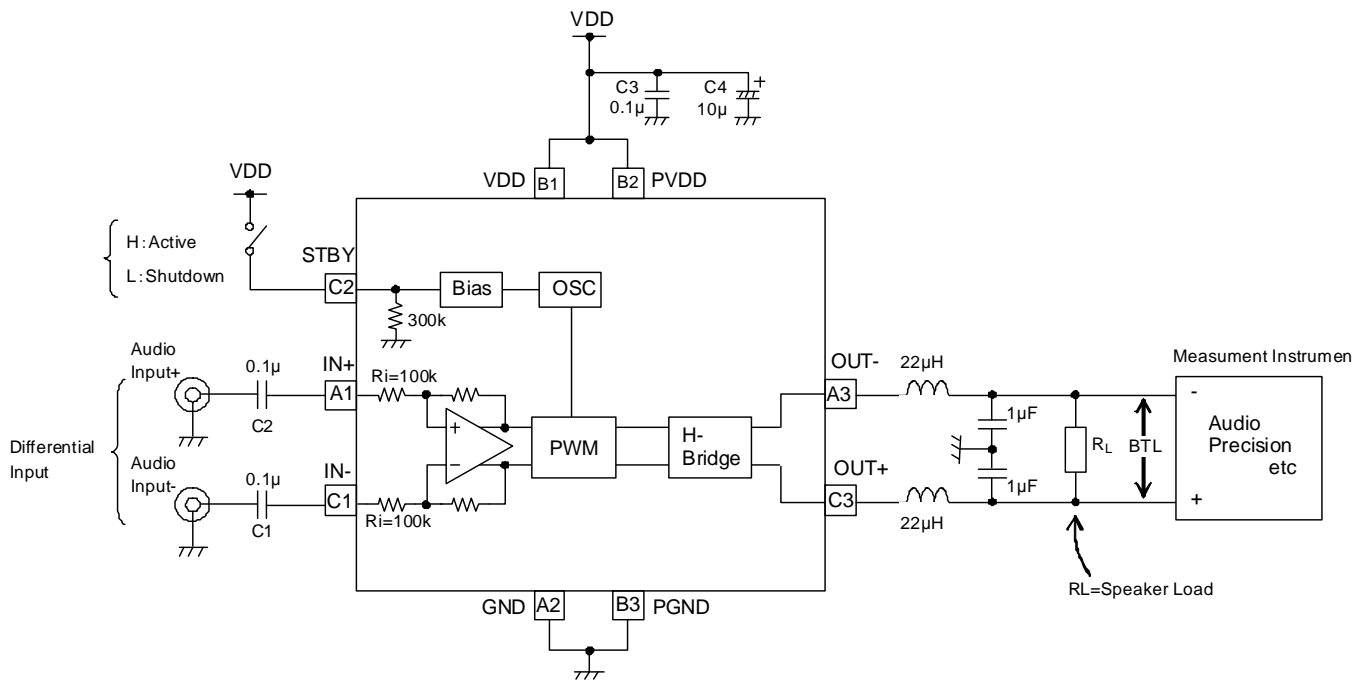 VDD
C3
0.1µ
C4
+
10µ
VDD
VDD
B1
B2
PVDD
H:Active
L:Shutdown
STBY
C2
Bias
OSC
300k
Audio
Input+
0.1µ
C2
IN+
A1
Ri=100k
+
-
PWM
H-
Bridge
OUT-
A3
22µH
Differential
Input
Audio
Input-
0.1µ
C1
IN-
C1
Ri=100k
OUT+
C3
22µH
1µF
1µF
RL
BTL
Measument Instrumen
-
Audio
Precision
etc
+
RL=Speaker Load
GND
A2
B3
PGND